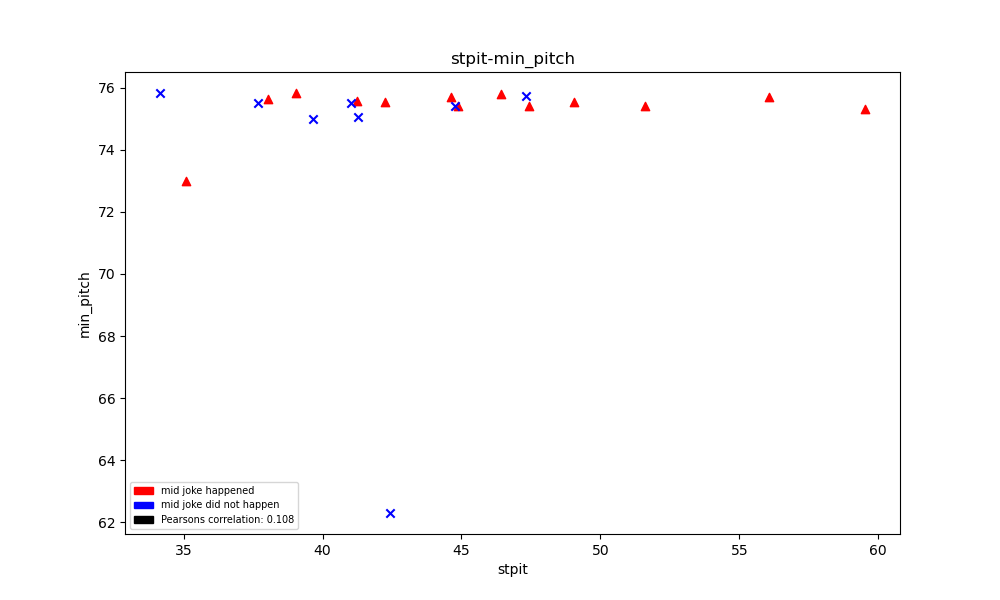 stpit-min_pitch
min_pitch
76
74
72
70
68
66
64
62
mid joke happened
mid joke did not happen
Pearsons correlation: 0.108
35
40
45
50
55
60
stpit